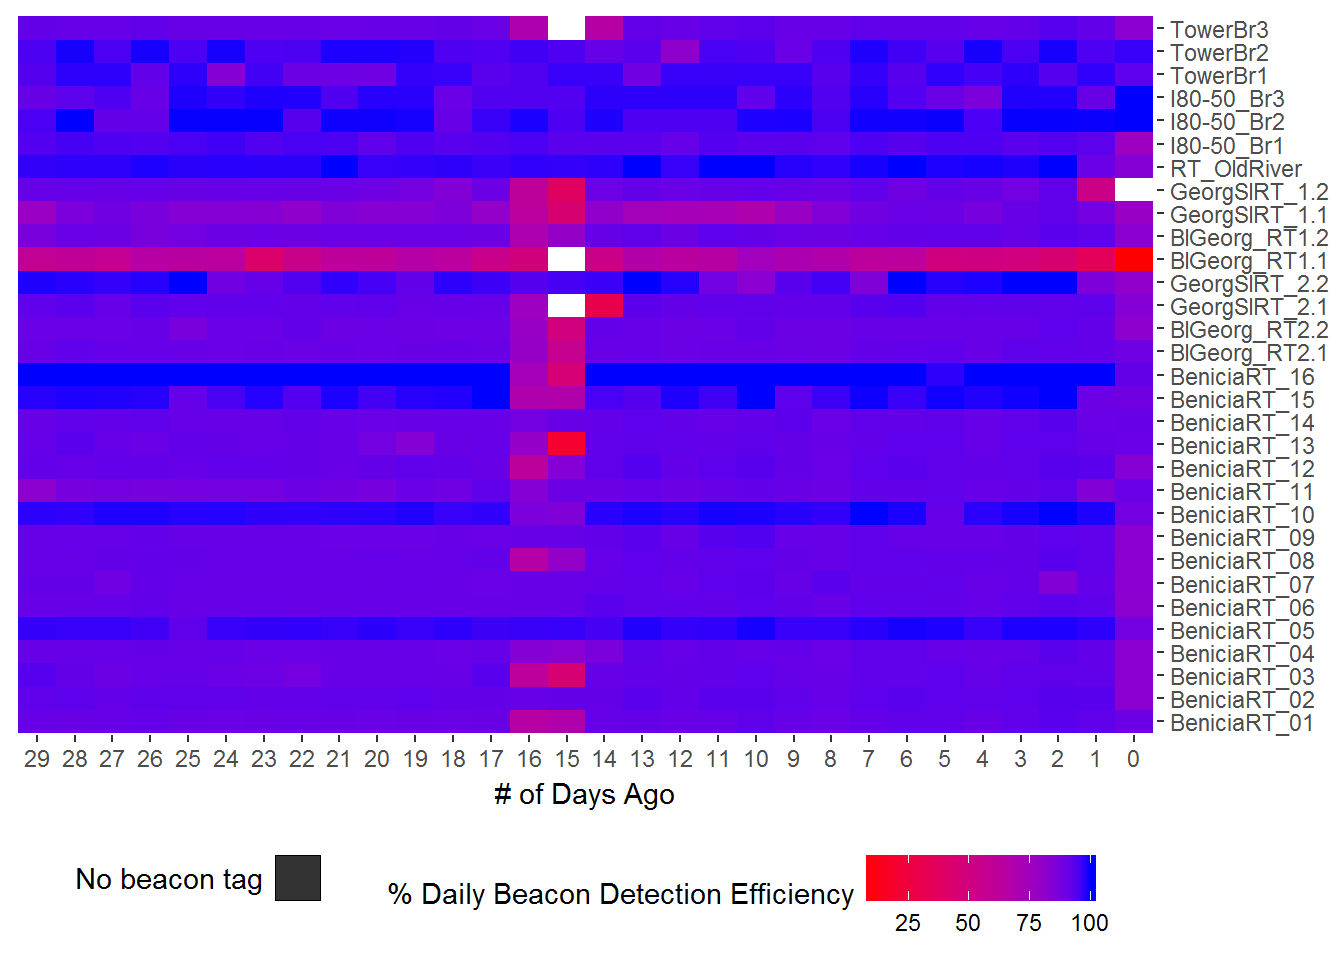 TowerBr3
TowerBr2
TowerBr1
I80-50_Br3
I80-50_Br2
I80-50_Br1
RT_OldRiver
GeorgSlRT_1.2
GeorgSlRT_1.1
BlGeorg_RT1.2
BlGeorg_RT1.1
GeorgSlRT_2.2
GeorgSlRT_2.1
BlGeorg_RT2.2
BlGeorg_RT2.1
BeniciaRT_16
BeniciaRT_15
BeniciaRT_14
BeniciaRT_13
BeniciaRT_12
BeniciaRT_11
BeniciaRT_10
BeniciaRT_09
BeniciaRT_08
BeniciaRT_07
BeniciaRT_06
BeniciaRT_05
BeniciaRT_04
BeniciaRT_03
BeniciaRT_02
BeniciaRT_01
29 28 27 26 25 24 23 22 21 20 19 18 17 16 15 14 13 12 11 10 9 8 7 6 5 4 3 2 1 0
# of Days Ago
No beacon tag
% Daily Beacon Detection Efficiency
25 50 75 100